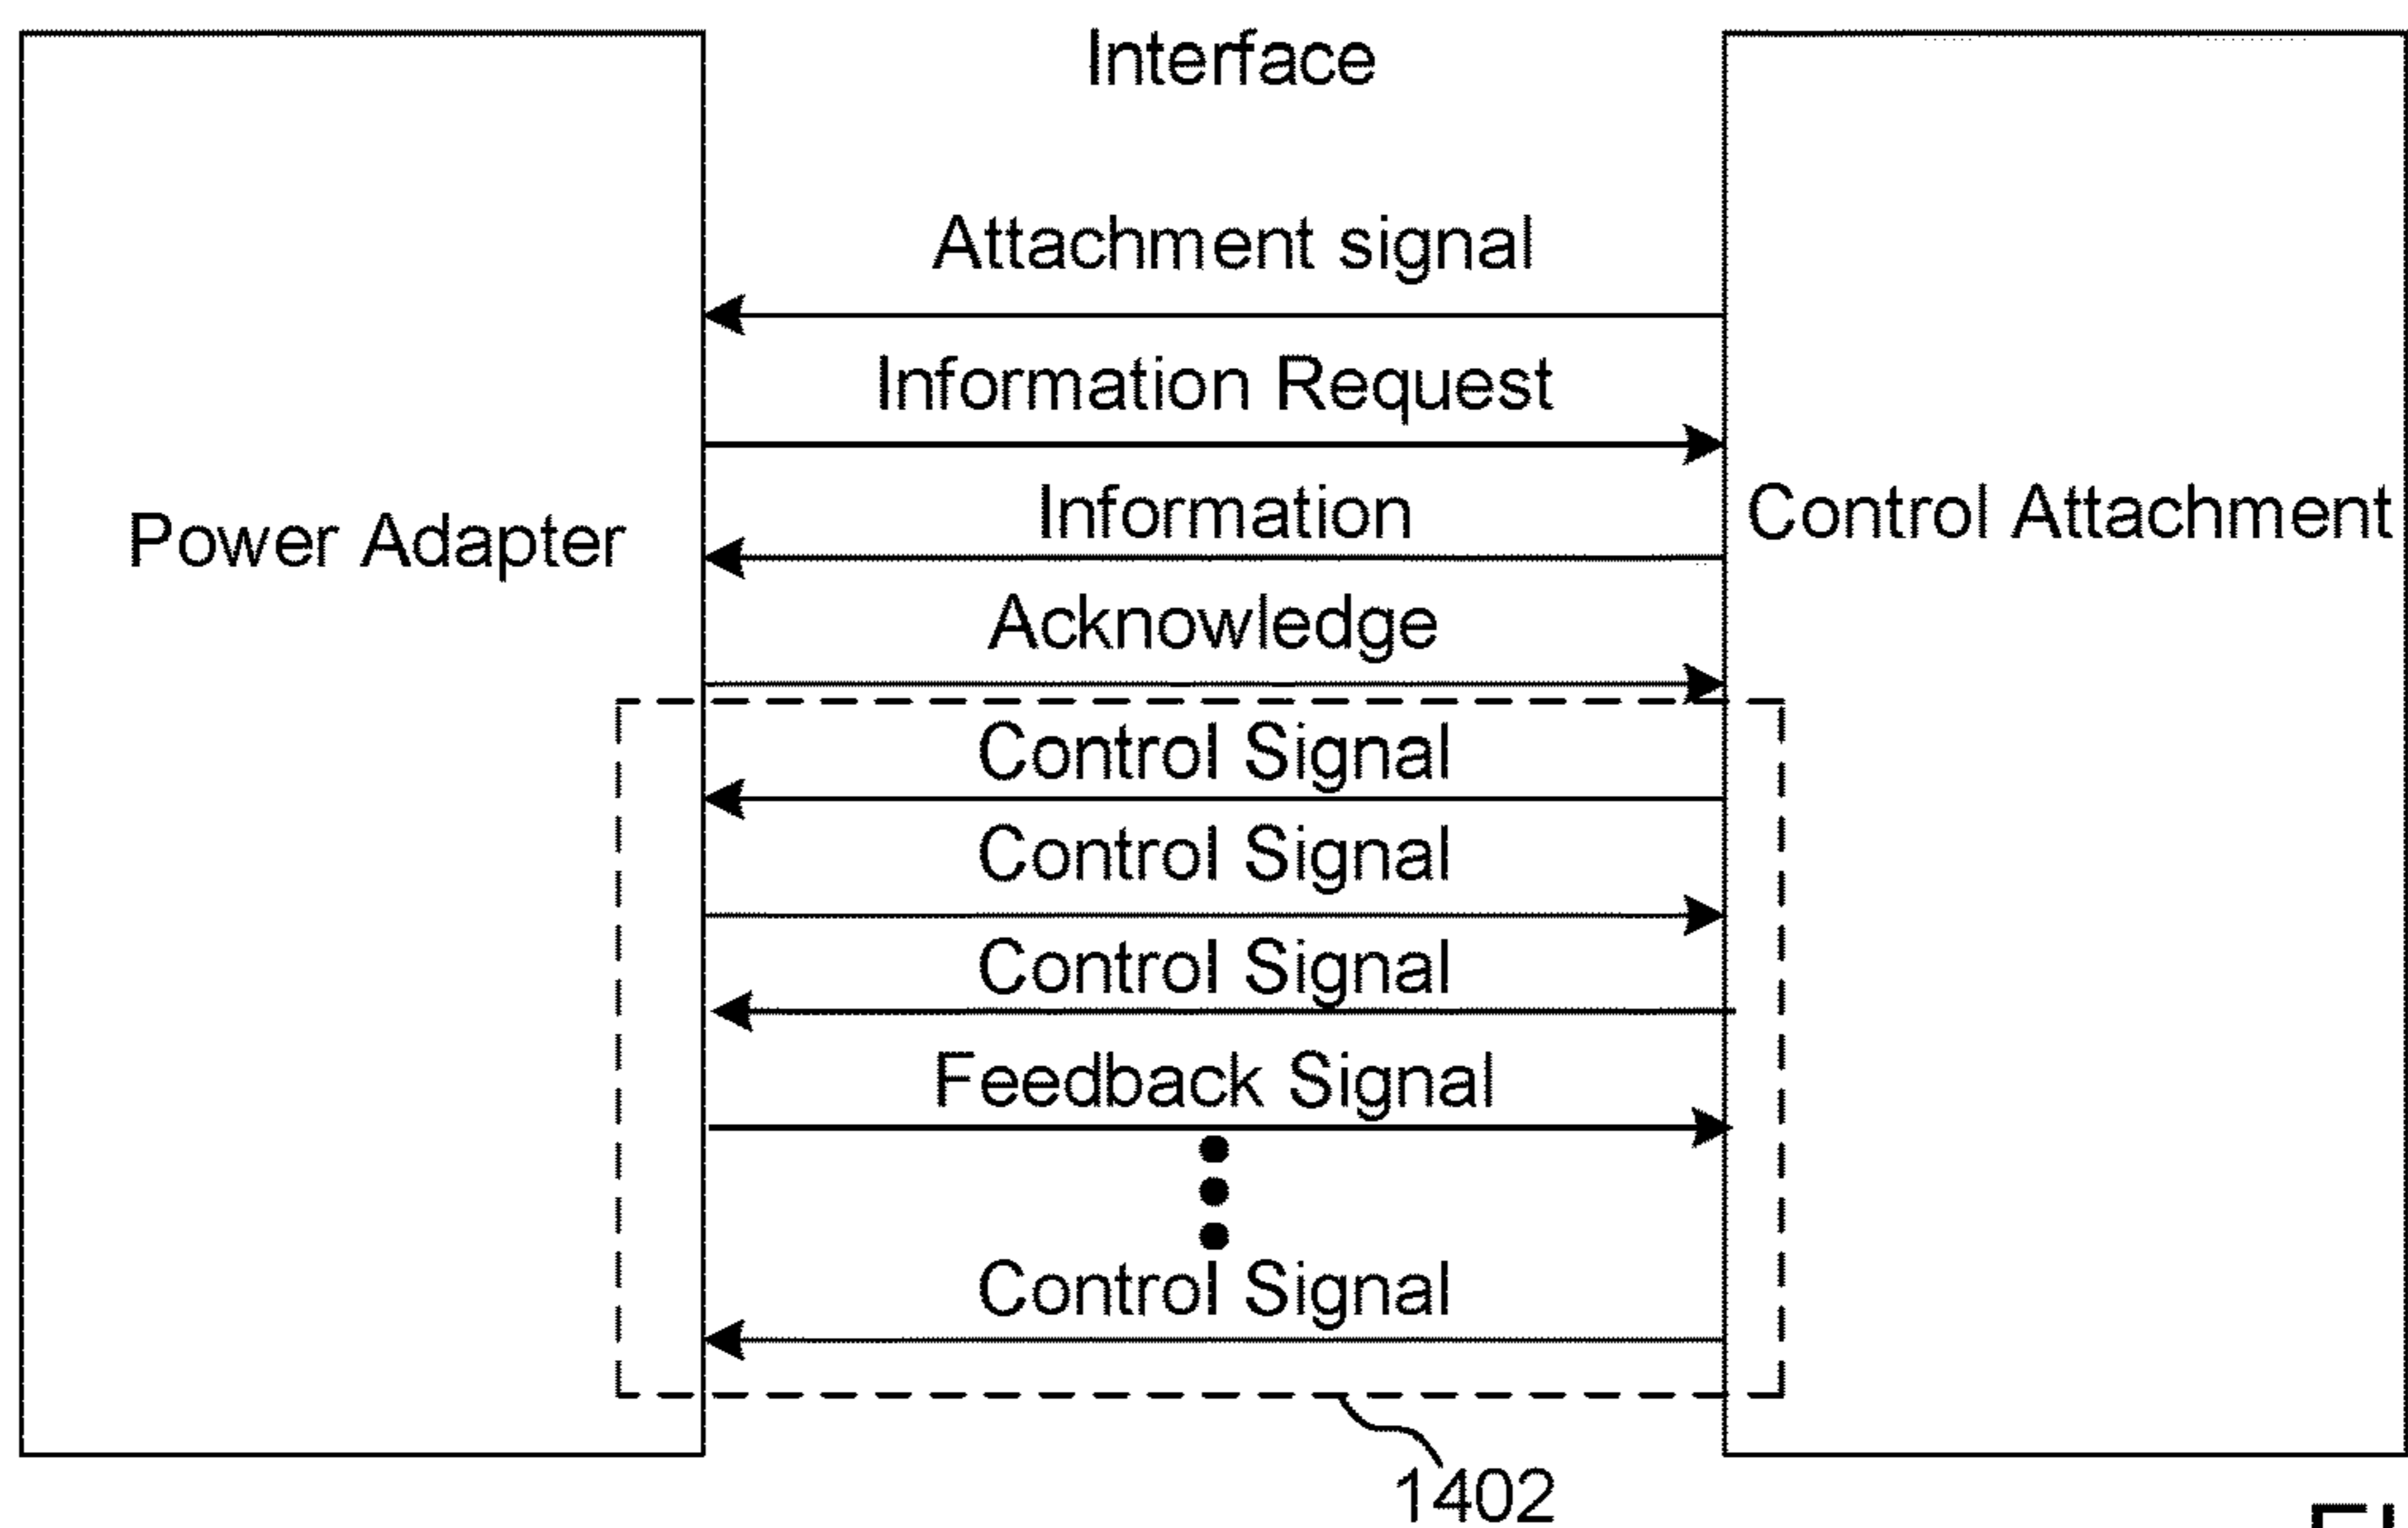 Interface
Attachment signal
Information Request
Information
Power Adapter
Control Attachment
Acknowledge
Control Signal
Control Signal
Control Signal
Feedback Signal
Control Signal
1402